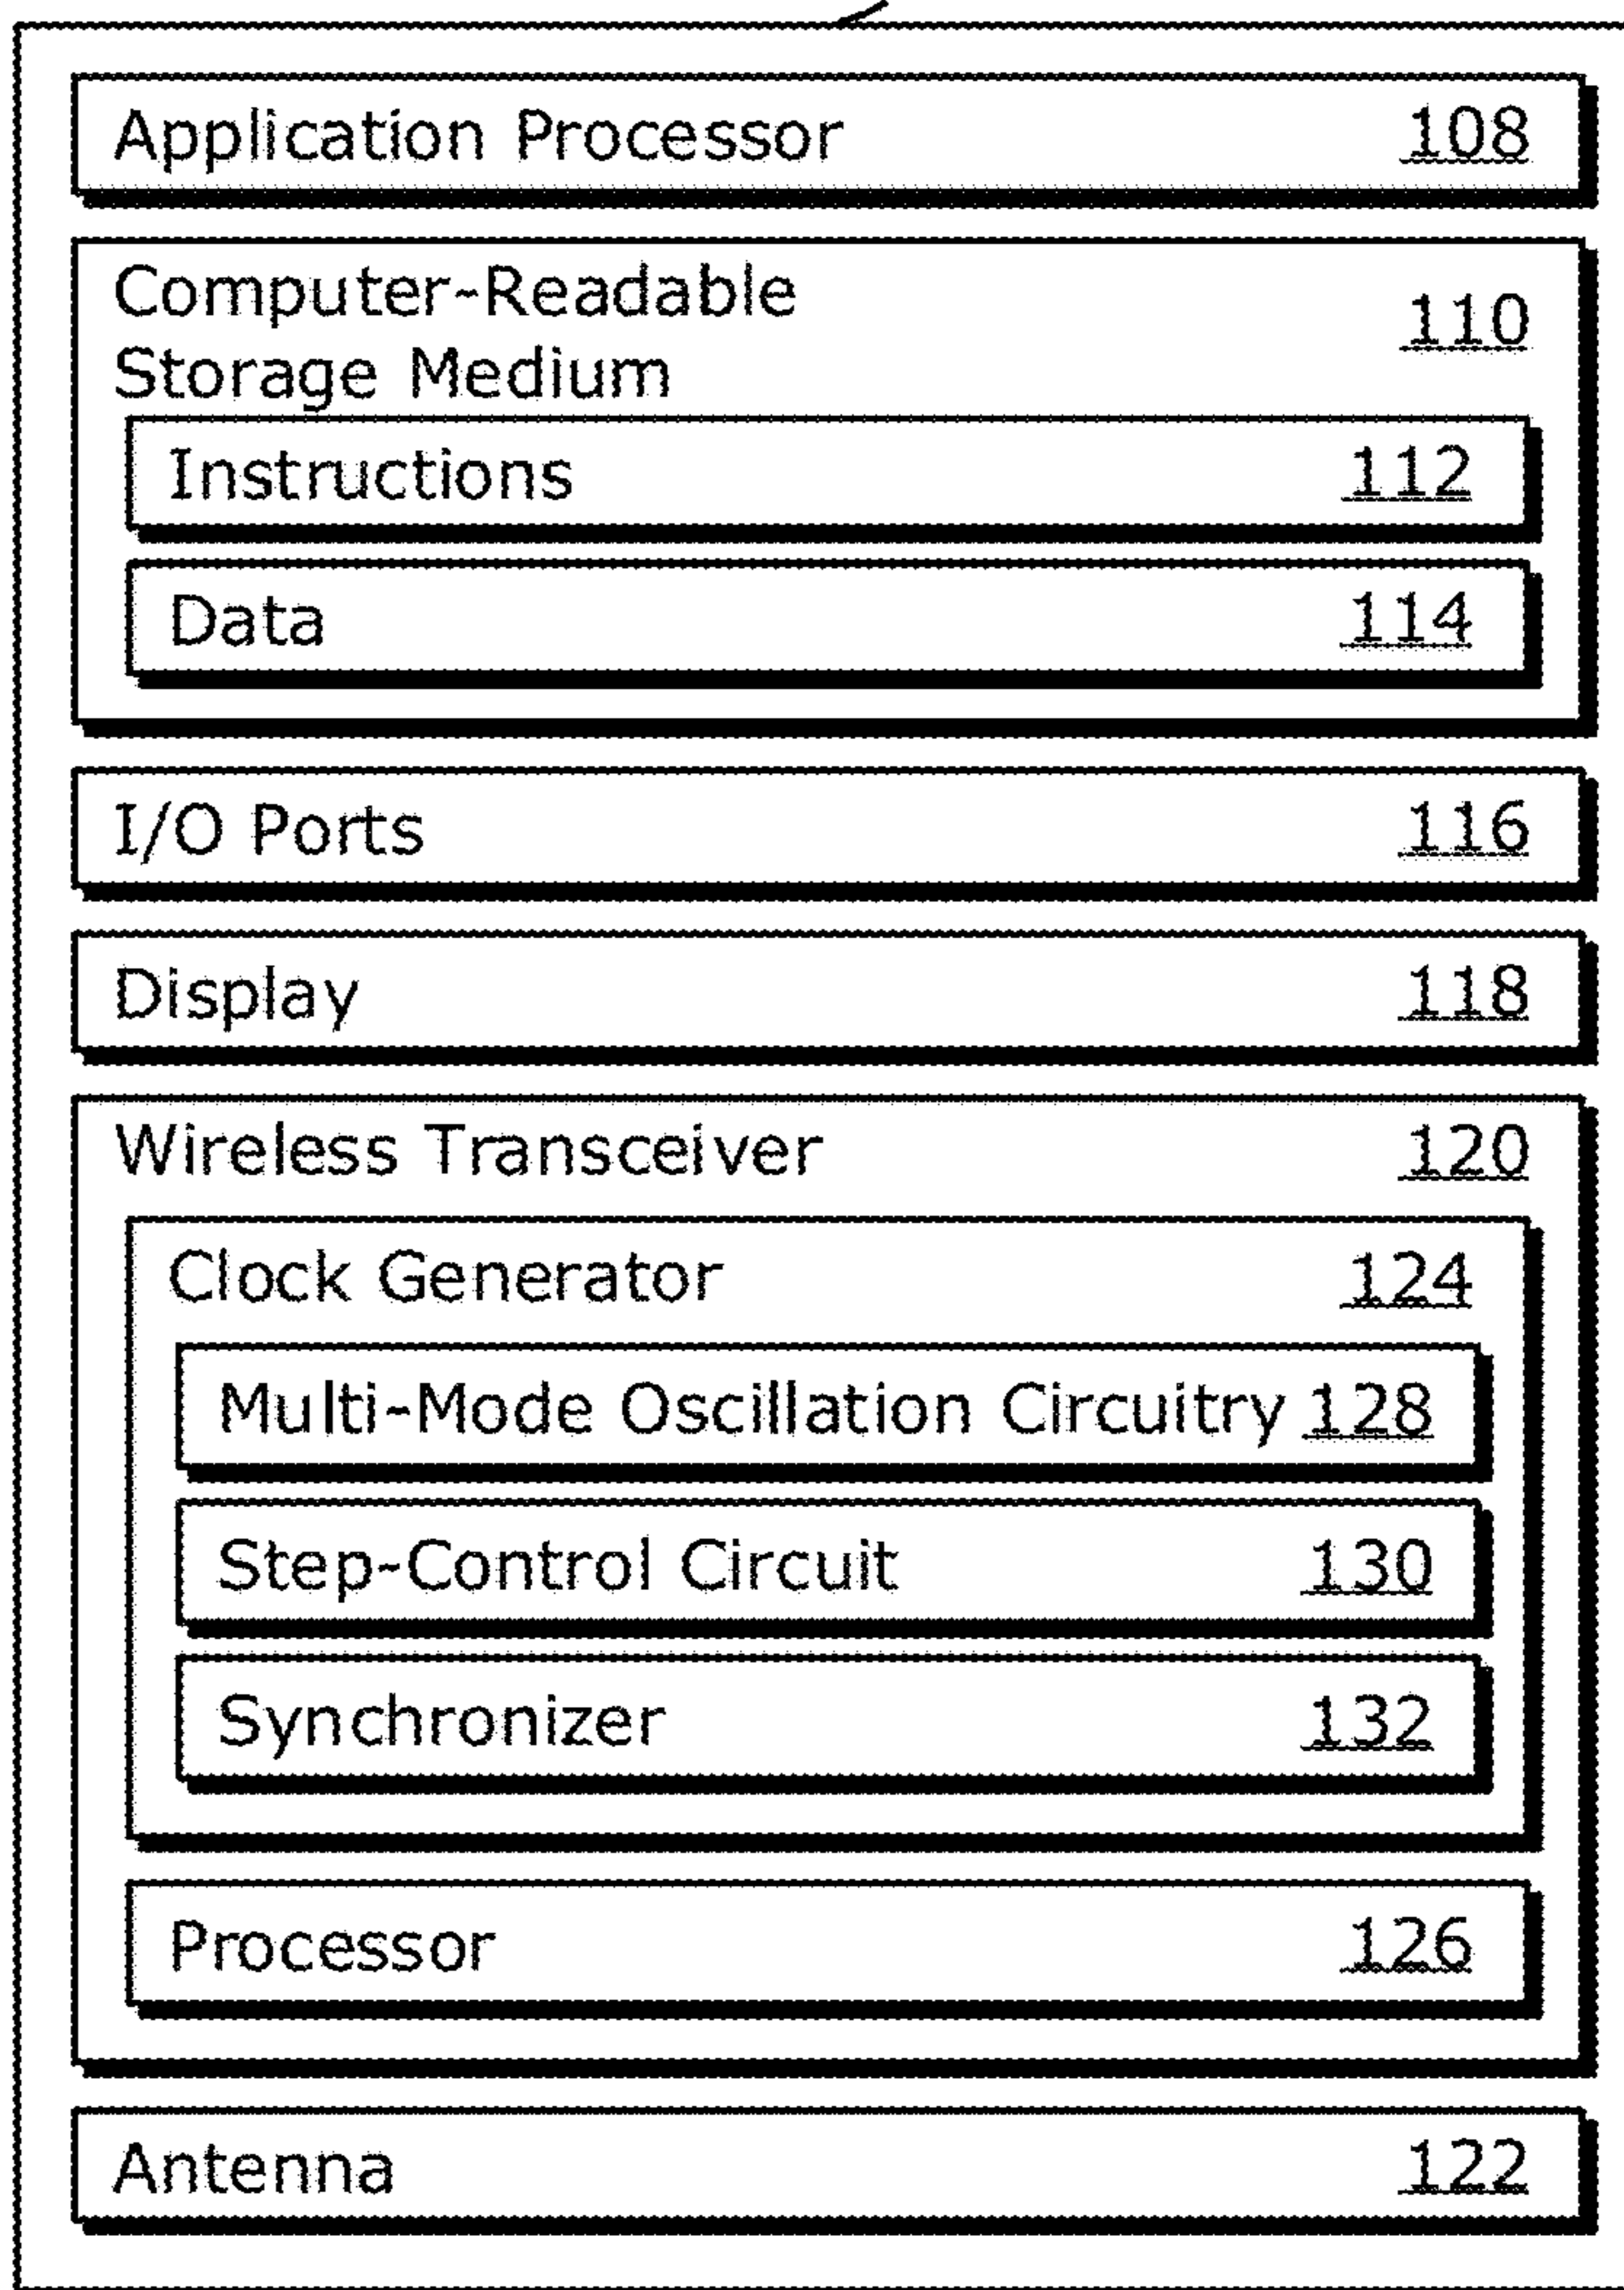 Application Processor 108
Computer-Readable
Storage Medium 110
Instructions 112
Data 114
I/O Ports 116
Display 118
Wireless Transceiver 120
Clock Generator 124
Multi-Mode Oscillation Circuitry 128
Step-Control Circuit 130
Synchronizer 132
Processor 126
Antenna 122